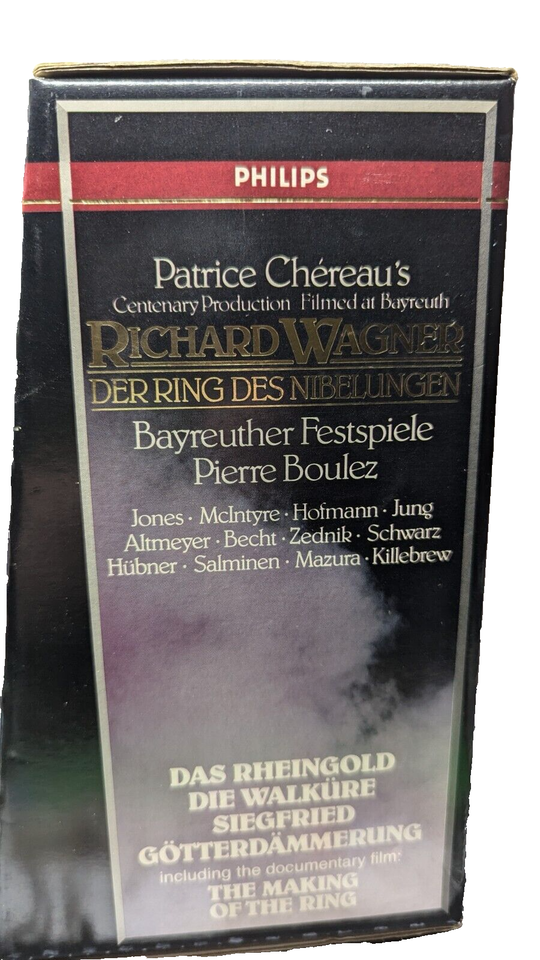 PHILIPS
Patrice Chéreau's
Centenary Production Filmed at Bayreuth
RICHARD WAGNER
DER RING DES NIBELUNGEN
Bayreuther Festspiele
Pierre Boulez
Jones · McIntyre · Hofmann · Jung
Altmeyer · Becht · Zednik · Schwarz
Hübner · Salminen · Mazura · Killebrew
DAS RHEINGOLD
DIE WALKÜRE
SIEGFRIED
GÖTTERDÄMMERUNG
including the documentary film:
THE MAKING
OF THE RING